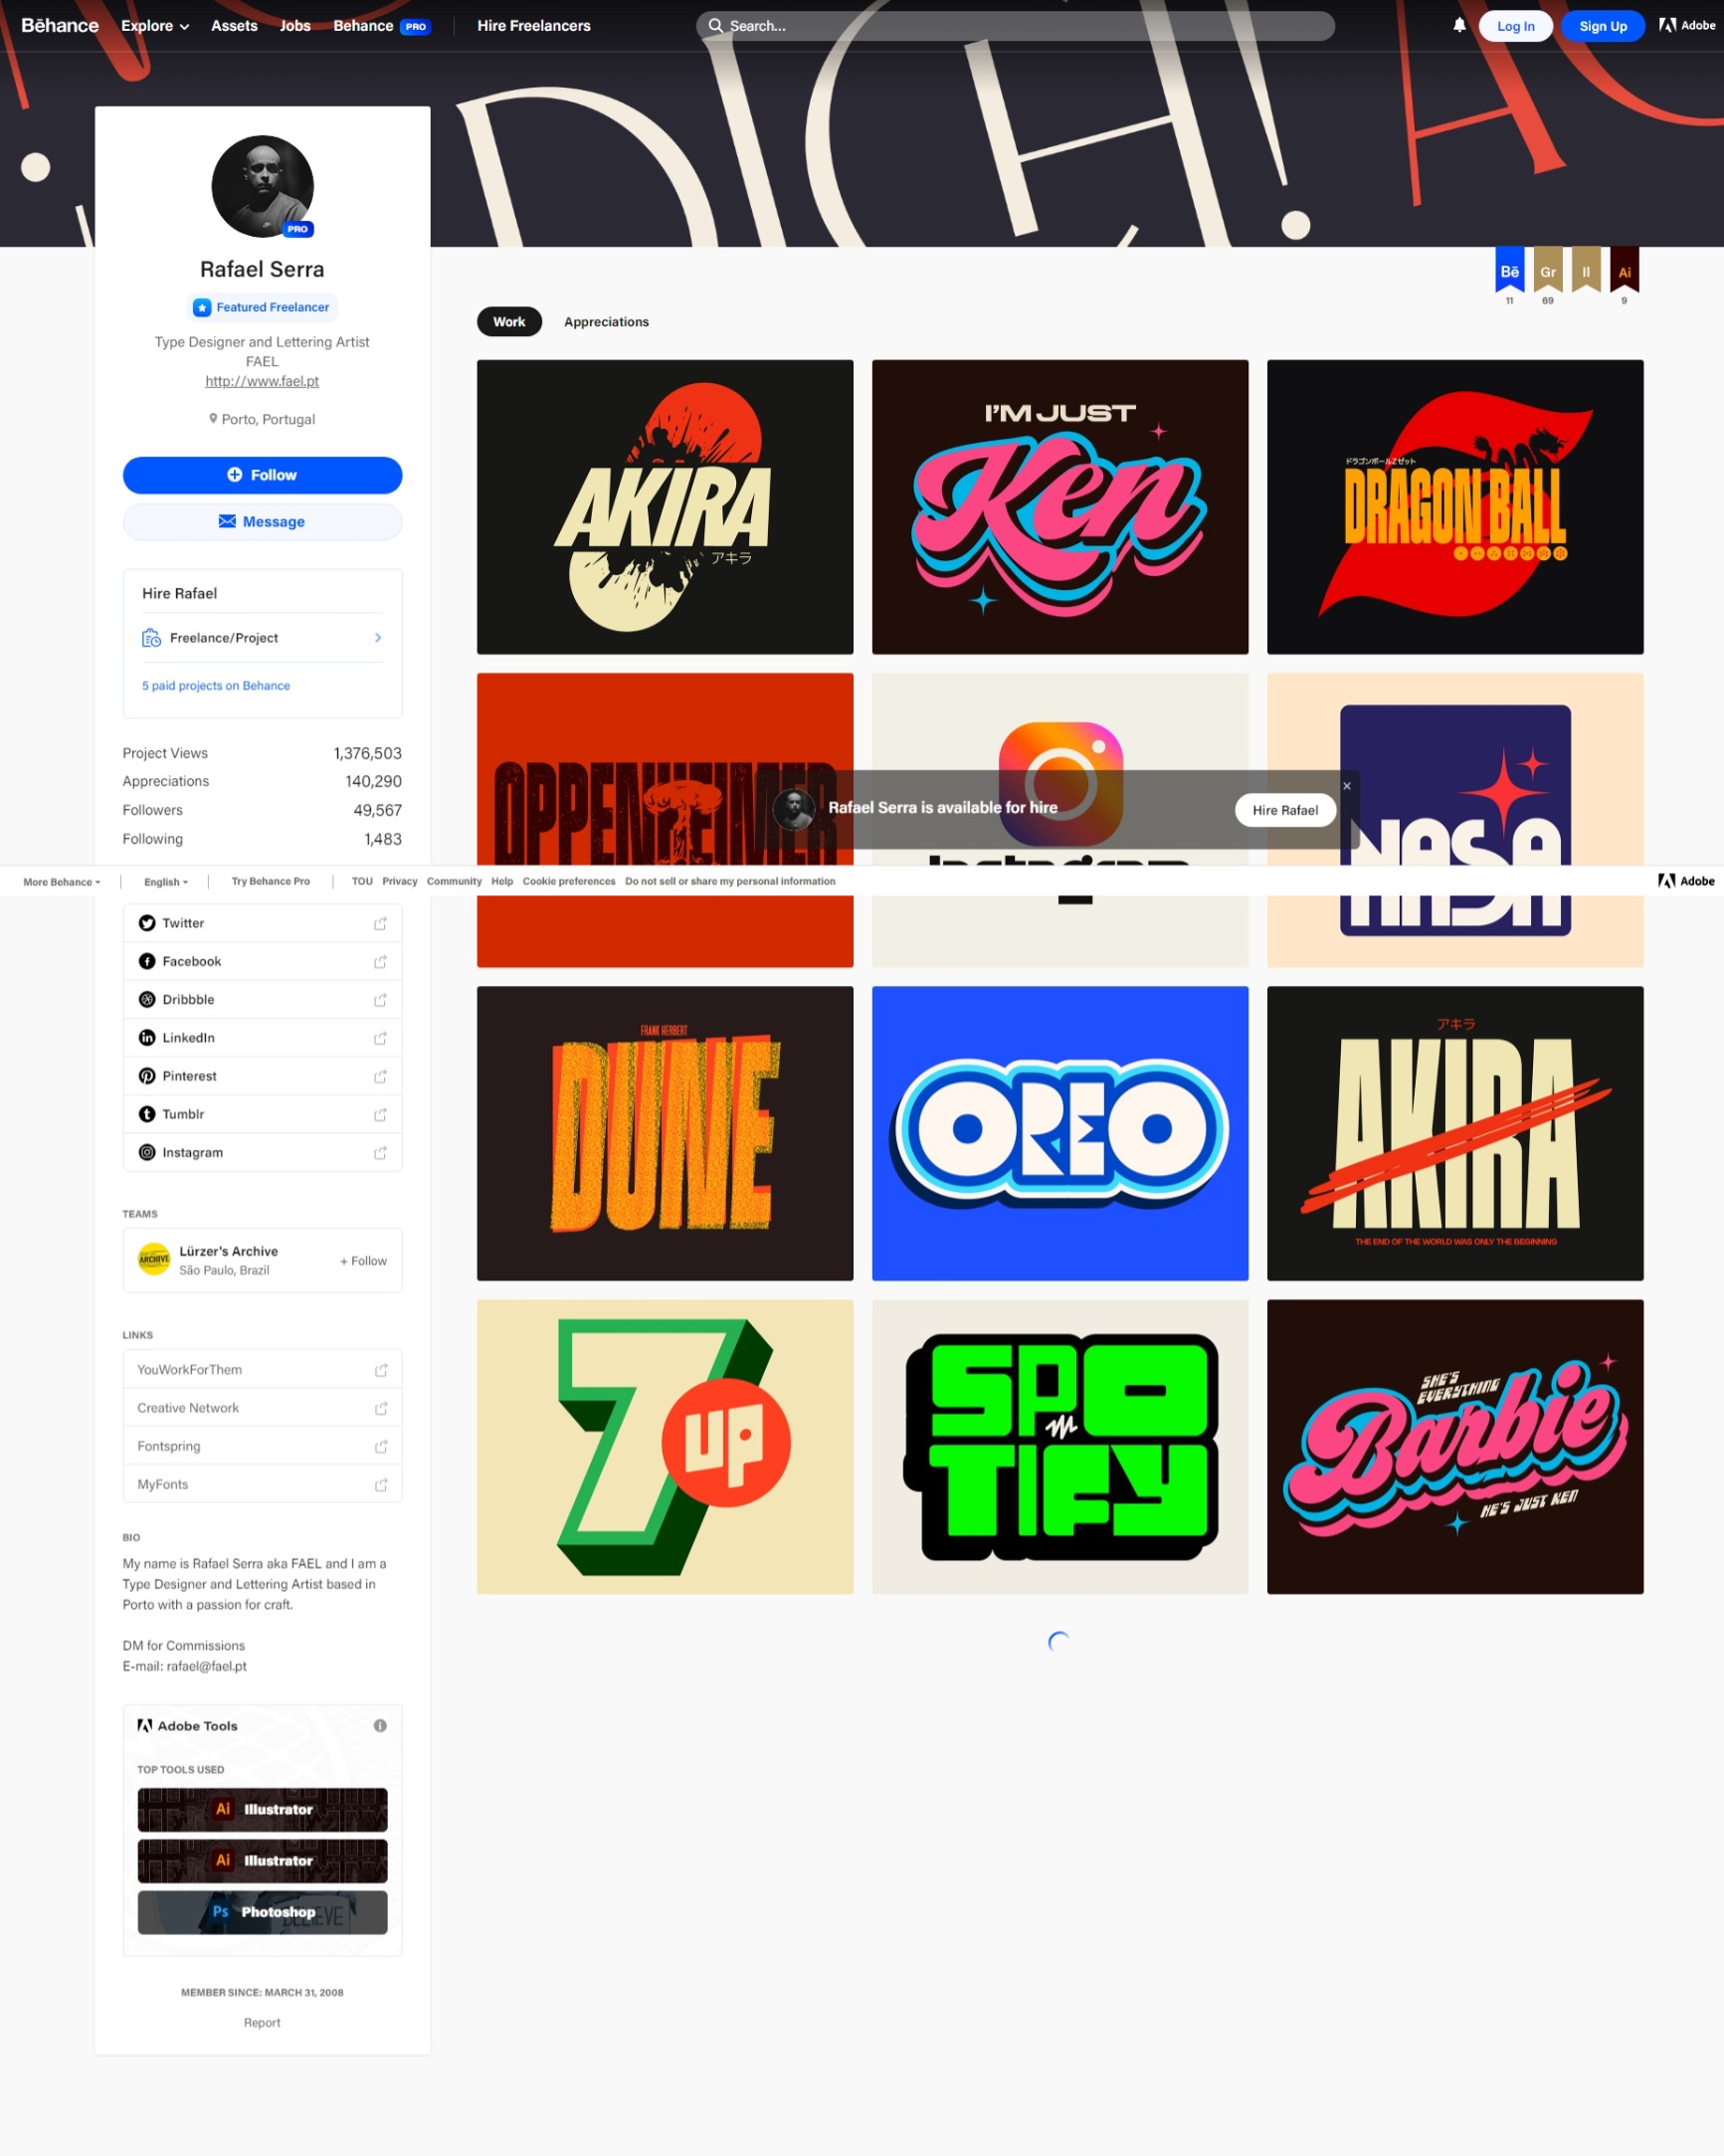 Bēhance
Explore
Assets
Jobs
Behance PRO
Hire Freelancers
Search...
Log In
Sign Up
Adobe
DICH!
PRO
Rafael Serra
Featured Freelancer
Type Designer and Lettering Artist
FAEL
http://www.fael.pt
Porto, Portugal
Follow
Message
Hire Rafael
Freelance/Project
5 paid projects on Behance
Project Views 1,376,503
Appreciations 140,290
Followers 49,567
Following 1,483
Bē
11
Gr
69
Il
Ai
9
Work
Appreciations
AKIRA
アキラ
I'M JUST
Ken
ドラゴンボールZゼット
DRAGON BALL
OPPENHEIMER
Instagram
NASA
Rafael Serra is available for hire
Hire Rafael
More Behance
English
Try Behance Pro
TOU
Privacy
Community
Help
Cookie preferences
Do not sell or share my personal information
Adobe
Twitter
Facebook
Dribbble
LinkedIn
Pinterest
Tumblr
Instagram
FRANK HERBERT
DUNE
OREO
アキラ
AKIRA
THE END OF THE WORLD WAS ONLY THE BEGINNING
TEAMS
ARCHIVE
Lürzer's Archive
São Paulo, Brazil
+ Follow
LINKS
YouWorkForThem
Creative Network
Fontspring
MyFonts
7
UP
SPO
TIFY
SHE'S
EVERYTHING
Barbie
HE'S JUST KEN
BIO
My name is Rafael Serra aka FAEL and I am a
Type Designer and Lettering Artist based in
Porto with a passion for craft.
DM for Commissions
E-mail: rafael@fael.pt
Adobe Tools
TOP TOOLS USED
Ai Illustrator
Ai Illustrator
Ps Photoshop
BELIEVE
MEMBER SINCE: MARCH 31, 2008
Report